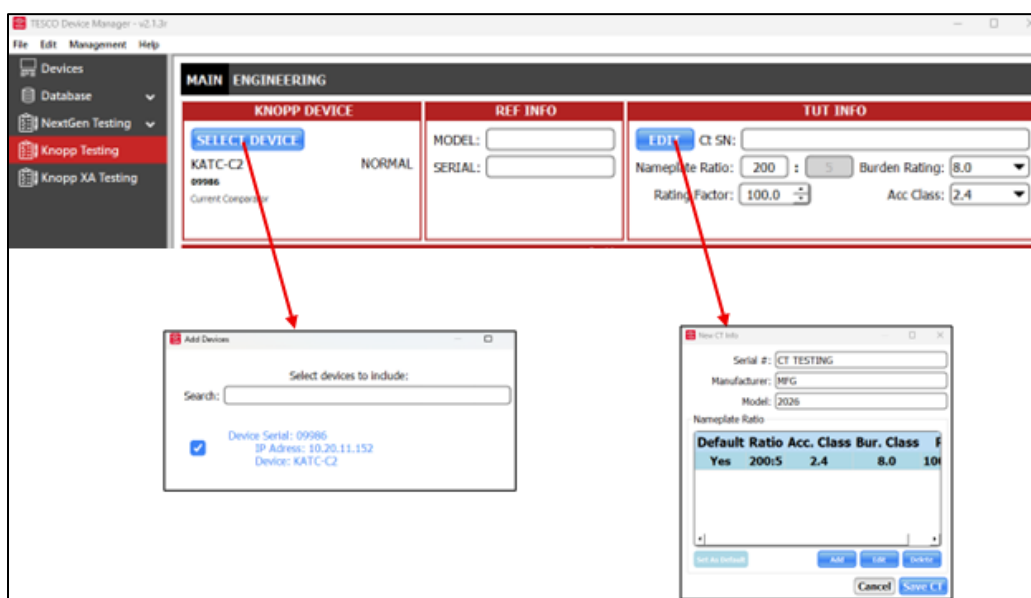 TESCO Device Manager - v2.1.3r
File Edit Management Help
Devices
Database
NextGen Testing
Knopp Testing
Knopp XA Testing
MAIN ENGINEERING
KNOPP DEVICE
SELECT DEVICE
KATC-C2 NORMAL
09986
Current Comparator
REF INFO
MODEL:
SERIAL:
TUT INFO
EDIT Ct SN:
Nameplate Ratio: 200 : 5 Burden Rating: 8.0
Rating Factor: 100.0 Acc Class: 2.4
Add Devices
Select devices to include:
Search:
Device Serial: 09986
IP Adress: 10.20.11.152
Device: KATC-C2
New CT Info
Serial #: CT TESTING
Manufacturer: MFG
Model: 2026
Nameplate Ratio
Default Ratio Acc. Class Bur. Class
Yes 200:5 2.4 8.0
Set As Default Add Edit Delete
Cancel Save CT